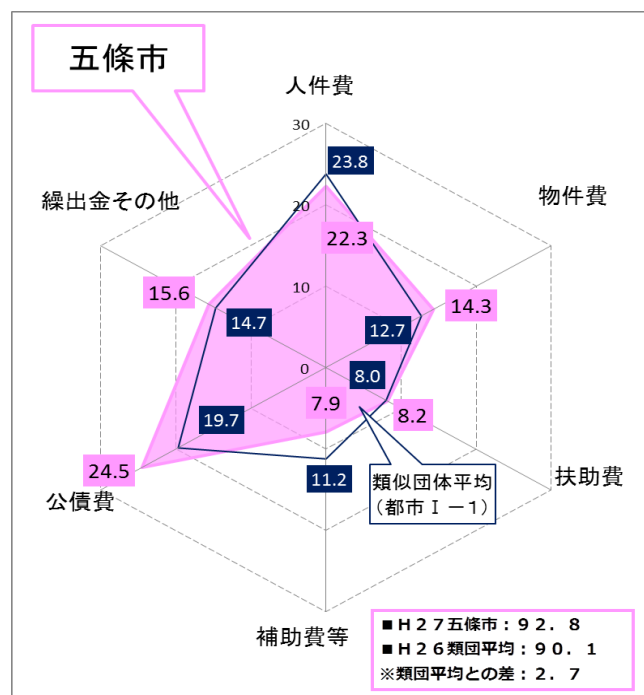 五條市
人件費
30
23.8
繰出金その他
物件費
20
22.3
15.6
14.3
10
14.7
12.7
0
8.0
7.9
8.2
19.7
24.5
11.2
類似団体平均
（都市Ⅰ－１）
扶助費
公債費
補助費等
■Ｈ２７五條市：９２．８
■Ｈ２６類団平均：９０．１
※類団平均との差：２．７